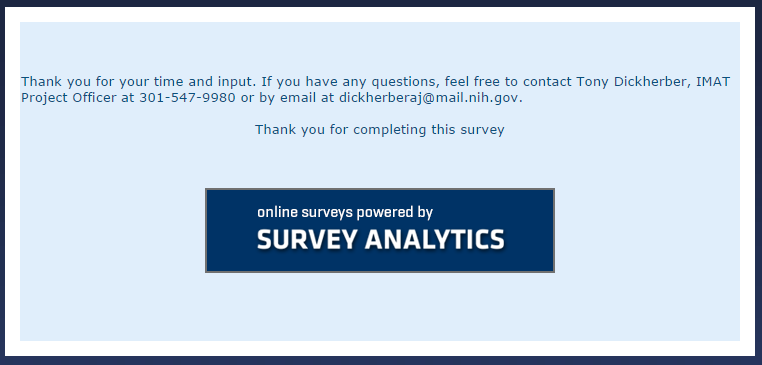 Thank you for your time and input. If you have any questions, feel free to contact Tony Dickherber, IMAT
Project Officer at 301-547-9980 or by email at dickherberaj@mail.nih.gov.
Thank you for completing this survey
online surveys powered by
SURVEY ANALYTICS